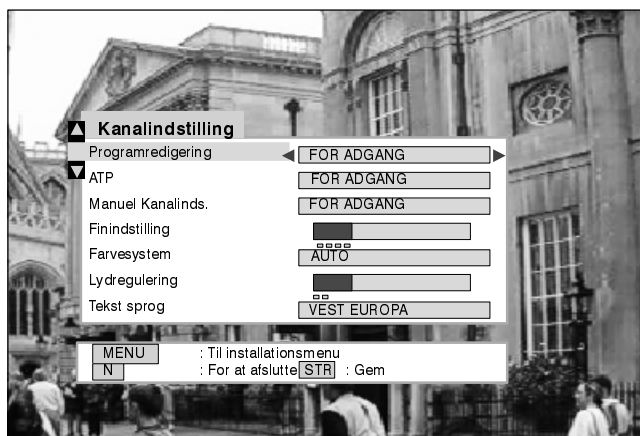 Kanalindstilling
Programredigering FOR ADGANG
ATP FOR ADGANG
Manuel Kanalinds. FOR ADGANG
Finindstilling
Farvesystem AUTO
Lydregulering
Tekst sprog VEST EUROPA
MENU : Til installationsmenu
N : For at afslutte STR : Gem